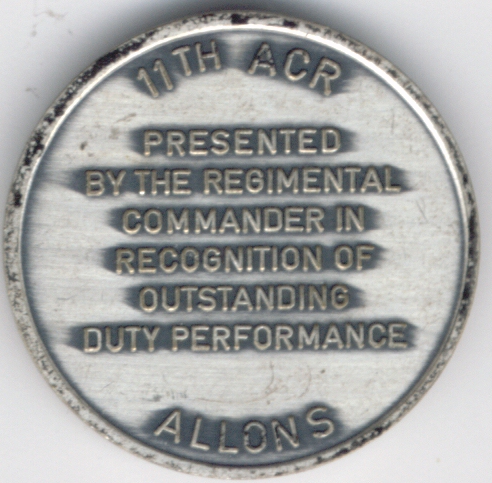 11TH ACR
PRESENTED
BY THE REGIMENTAL
COMMANDER IN
RECOGNITION OF
OUTSTANDING
DUTY PERFORMANCE
ALLONS